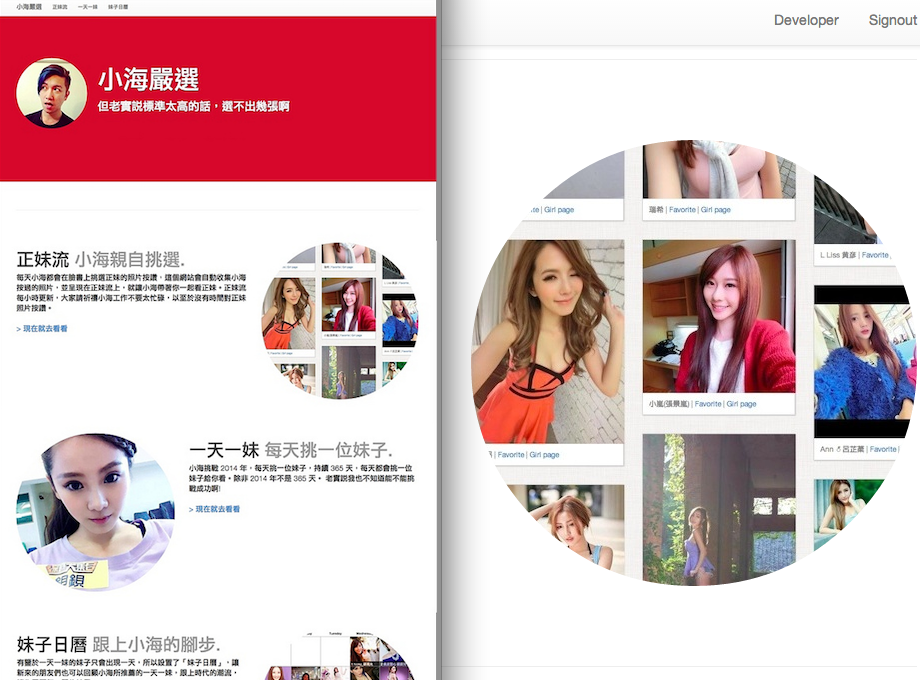 小海嚴選 正妹流 一天一妹 妹子日曆
小海嚴選
但老實說標準太高的話，選不出幾張啊
正妹流 小海親自挑選.
每天小海都會在臉書上挑選正妹的照片按讚，這個網站會自動收集小海
按過的照片，並呈現在正妹流上，就讓小海帶著你一起看正妹。正妹流
每小時更新，大家請祈禱小海工作不要太忙碌，以至於沒有時間對正妹
照片按讚。
> 現在就去看看
一天一妹 每天挑一位妹子.
小海挑戰 2014 年，每天挑一位妹子，持續 365 天，每天都會挑一位
妹子給你看。除非 2014 年不是 365 天。 老實說我也不知道能不能挑
戰成功啊!
> 現在就去看看
妹子日曆 跟上小海的腳步.
有鑒於一天一妹的妹子只會出現一天，所以設置了「妹子日曆」，讓
新來的朋友們也可以回顧小海所推薦的一天一妹，跟上時代的潮流，
Tuesday
Developer Signout
| Girl page
瑞希 | Favorite | Girl page
L Liss 黃彥 | Favorite
小嵐(張景嵐) | Favorite | Girl page
| Favorite | Girl page
Ann 呂芷蕭 | Favorite